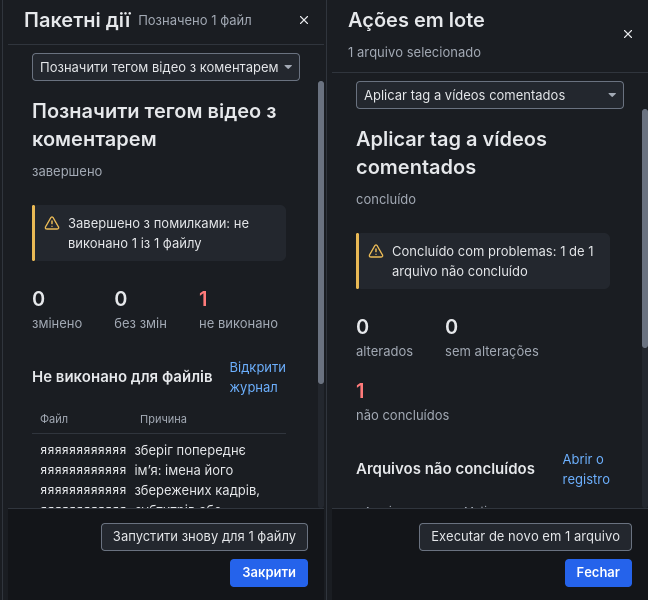 Пакетні дії Позначено 1 файл
Позначити тегом відео з коментарем
Позначити тегом відео з
коментарем
завершено
Завершено з помилками: не
виконано 1 із 1 файлу
0 0 1
змінено без змін не виконано
Не виконано для файлів Відкрити
журнал
Файл Причина
яяяяяяяяяяяя зберіг попереднє
яяяяяяяяяяяя ім’я: імена його
яяяяяяяяяяяя збережених кадрів,
Запустити знову для 1 файлу
Закрити
Ações em lote
1 arquivo selecionado
Aplicar tag a vídeos comentados
Aplicar tag a vídeos
comentados
concluído
Concluído com problemas: 1 de 1
arquivo não concluído
0 0
alterados sem alterações
1
não concluídos
Arquivos não concluídos Abrir o
registro
Executar de novo em 1 arquivo
Fechar